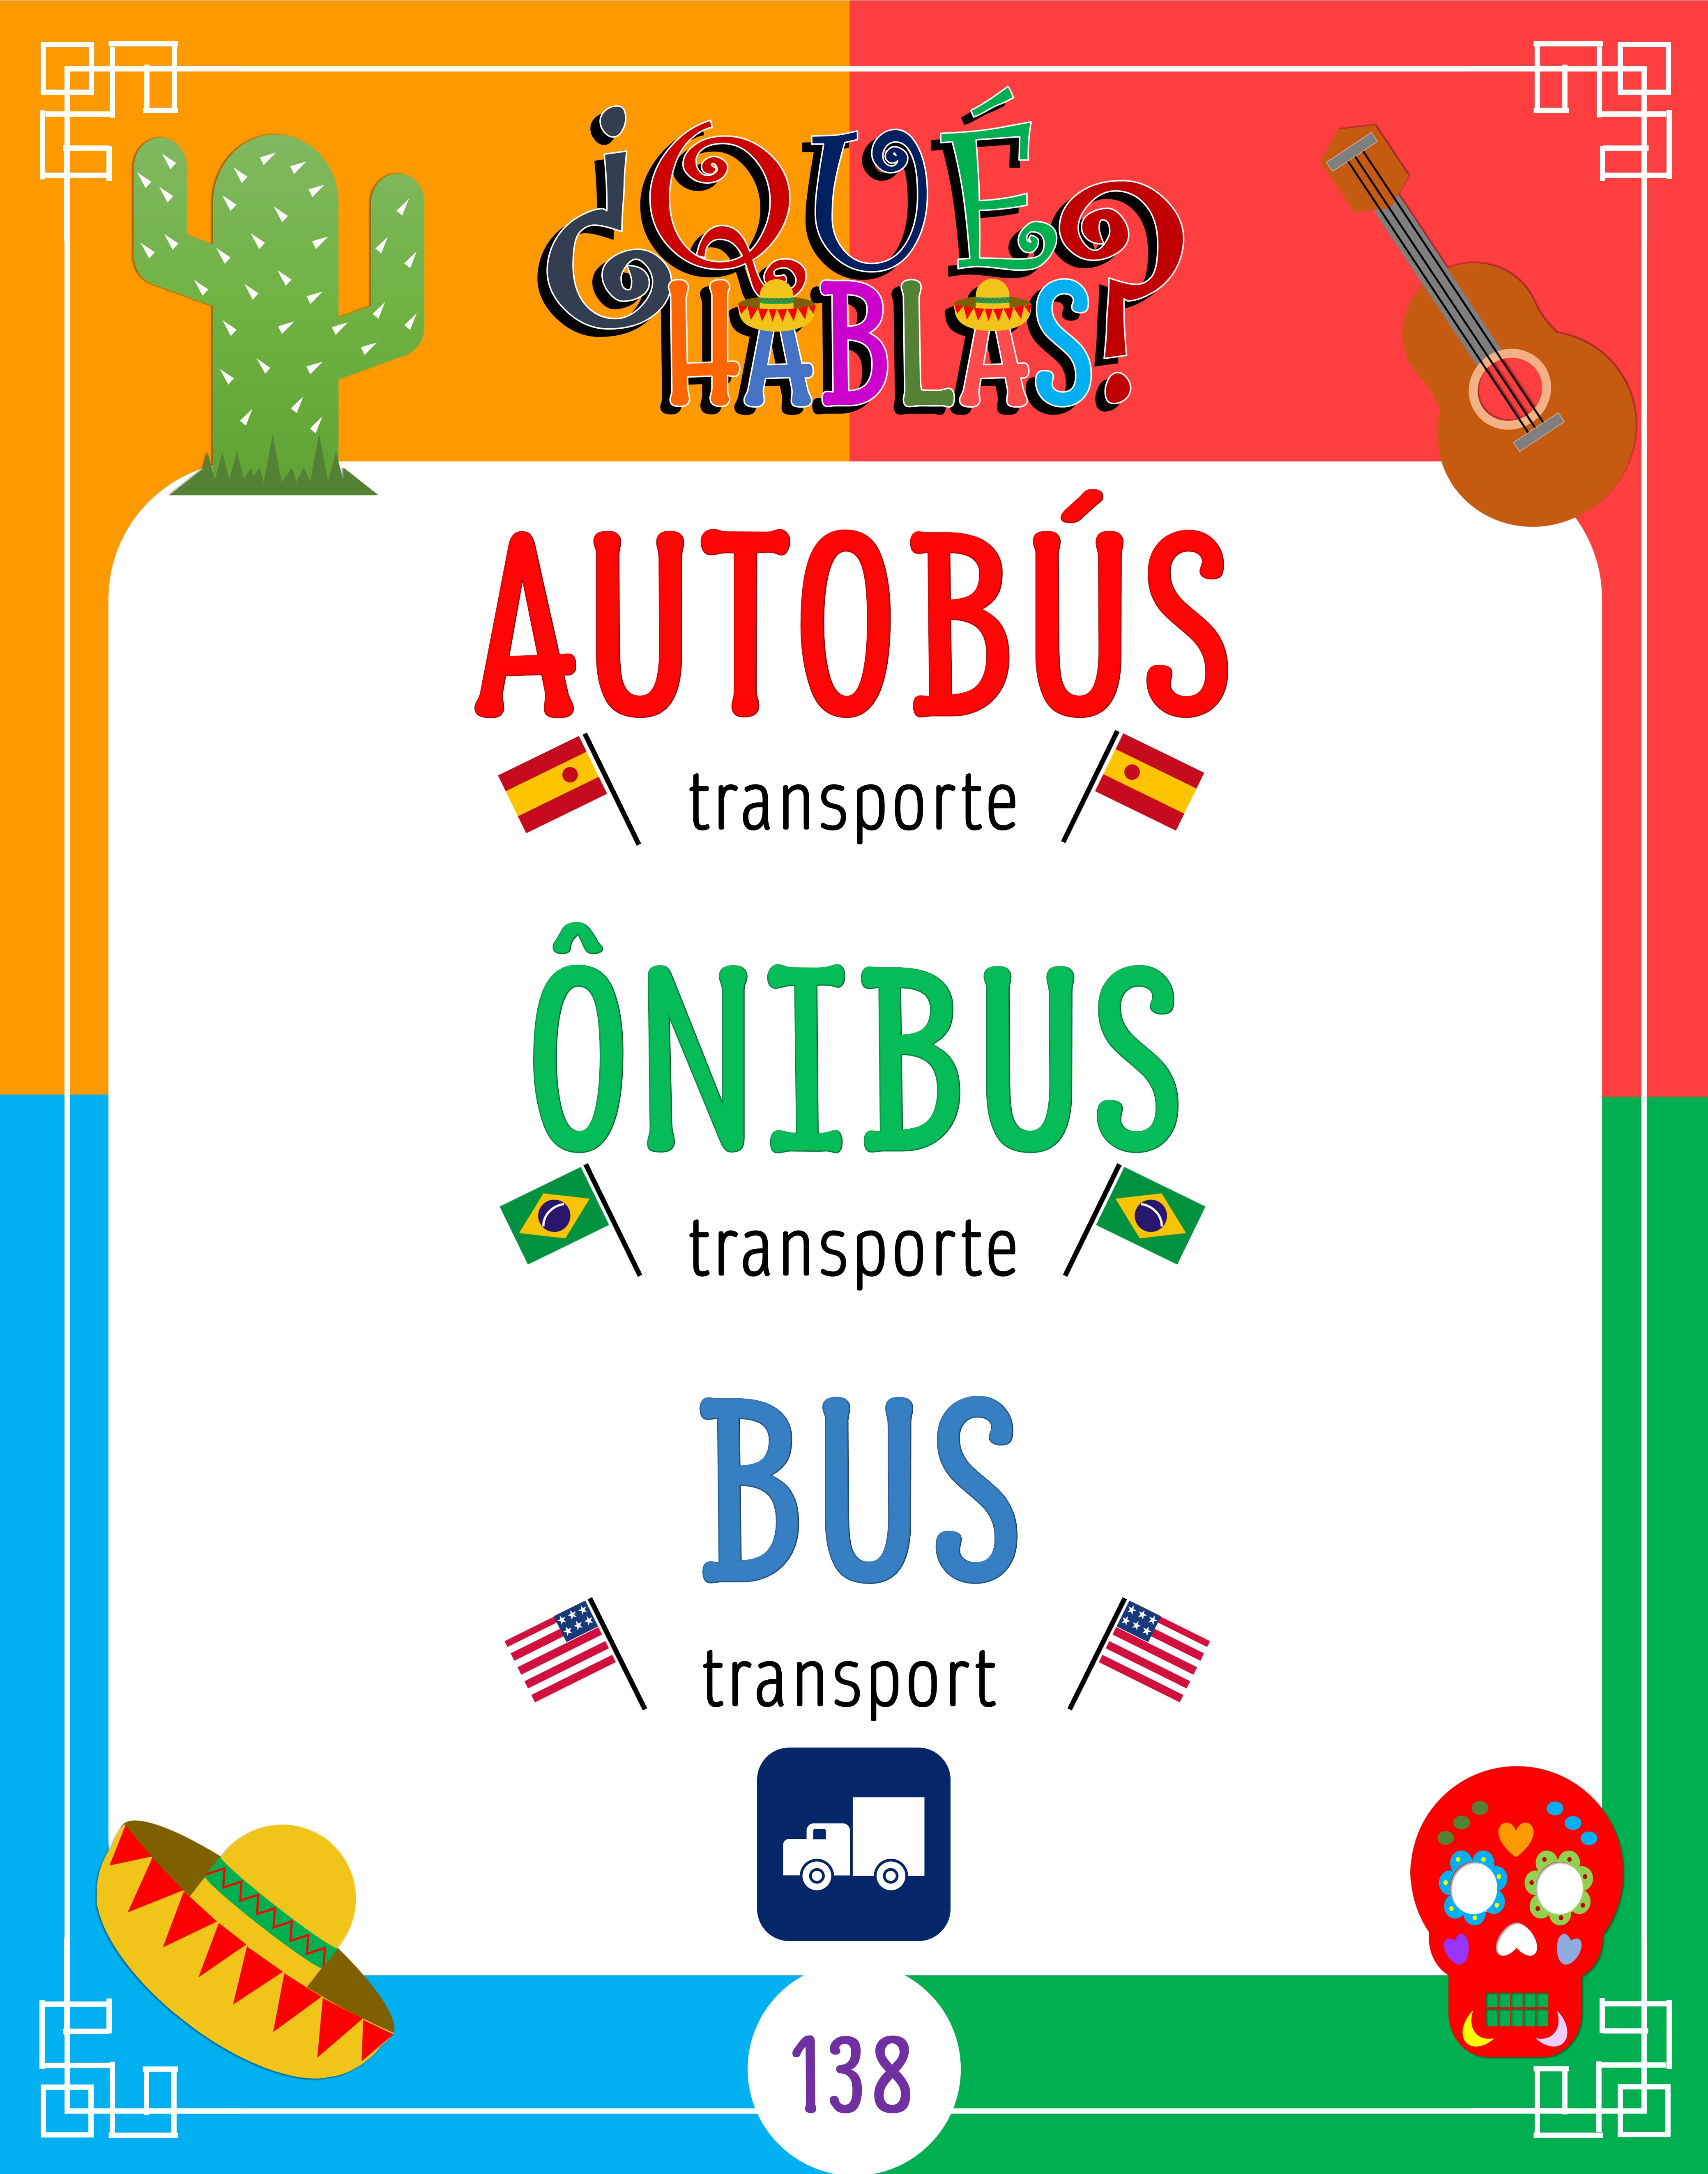 ¿QUÉ?
HABLAS!
AUTOBÚS
transporte
ÔNIBUS
transporte
BUS
transport
138